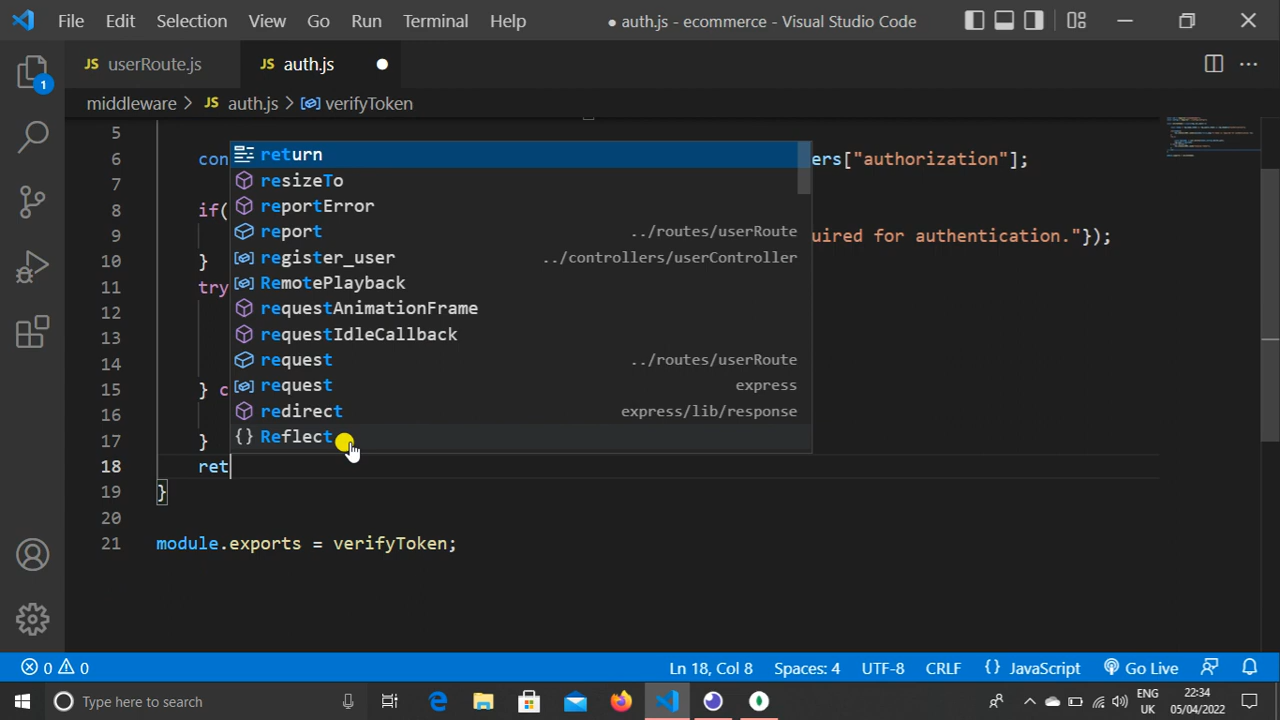 File Edit Selection View Go Run Terminal Help ● auth.js - ecommerce - Visual Studio Code
JS userRoute.js JS auth.js ●
middleware > JS auth.js > verifyToken
5
6 con ers["authorization"];
7
8 if(
9 uired for authentication."});
10 }
11 try
12
13
14
15 } c
16
17 }
18 ret
19 }
20
21 module.exports = verifyToken;
return
resizeTo
reportError
report ../routes/userRoute
register_user ../controllers/userController
RemotePlayback
requestAnimationFrame
requestIdleCallback
request ../routes/userRoute
request express
redirect express/lib/response
{} Reflect
1
0 0 Ln 18, Col 8 Spaces: 4 UTF-8 CRLF {} JavaScript Go Live
Type here to search
ENG 22:34
UK 05/04/2022